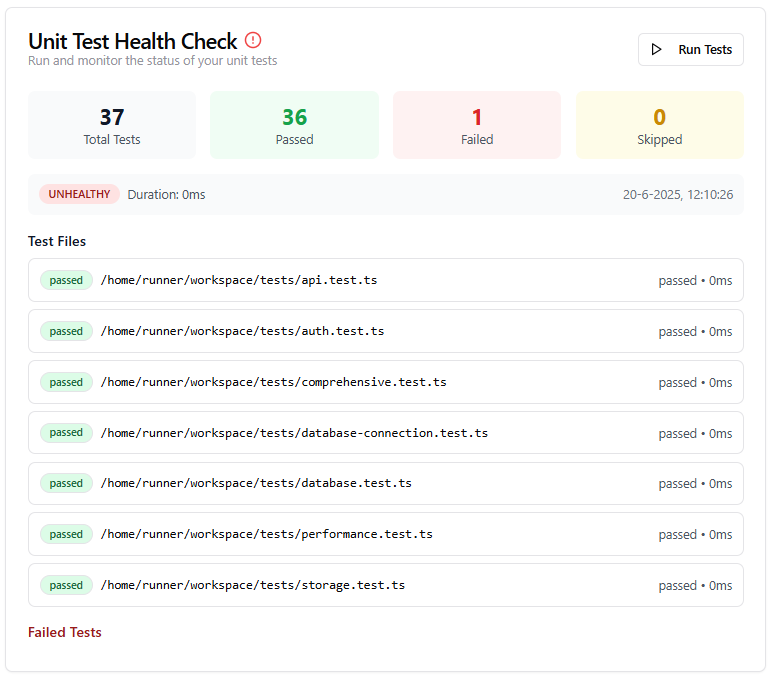 Unit Test Health Check
Run and monitor the status of your unit tests
Run Tests
37
Total Tests
36
Passed
1
Failed
0
Skipped
UNHEALTHY Duration: 0ms 20-6-2025, 12:10:26
Test Files
passed /home/runner/workspace/tests/api.test.ts passed • 0ms
passed /home/runner/workspace/tests/auth.test.ts passed • 0ms
passed /home/runner/workspace/tests/comprehensive.test.ts passed • 0ms
passed /home/runner/workspace/tests/database-connection.test.ts passed • 0ms
passed /home/runner/workspace/tests/database.test.ts passed • 0ms
passed /home/runner/workspace/tests/performance.test.ts passed • 0ms
passed /home/runner/workspace/tests/storage.test.ts passed • 0ms
Failed Tests